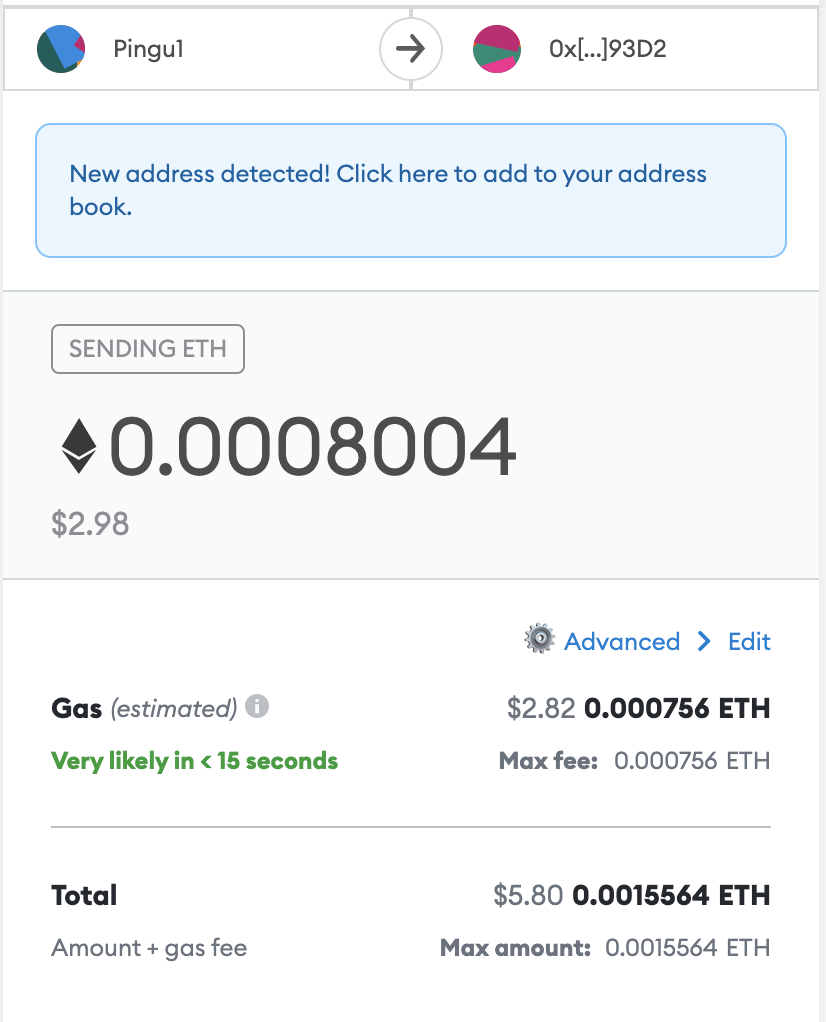 Pingu1
0x[...]93D2
New address detected! Click here to add to your address
book.
SENDING ETH
0.0008004
$2.98
Advanced
Edit
Gas (estimated)
$2.82 0.000756 ETH
Very likely in < 15 seconds
Max fee: 0.000756 ETH
Total
$5.80 0.0015564 ETH
Amount + gas fee
Max amount: 0.0015564 ETH